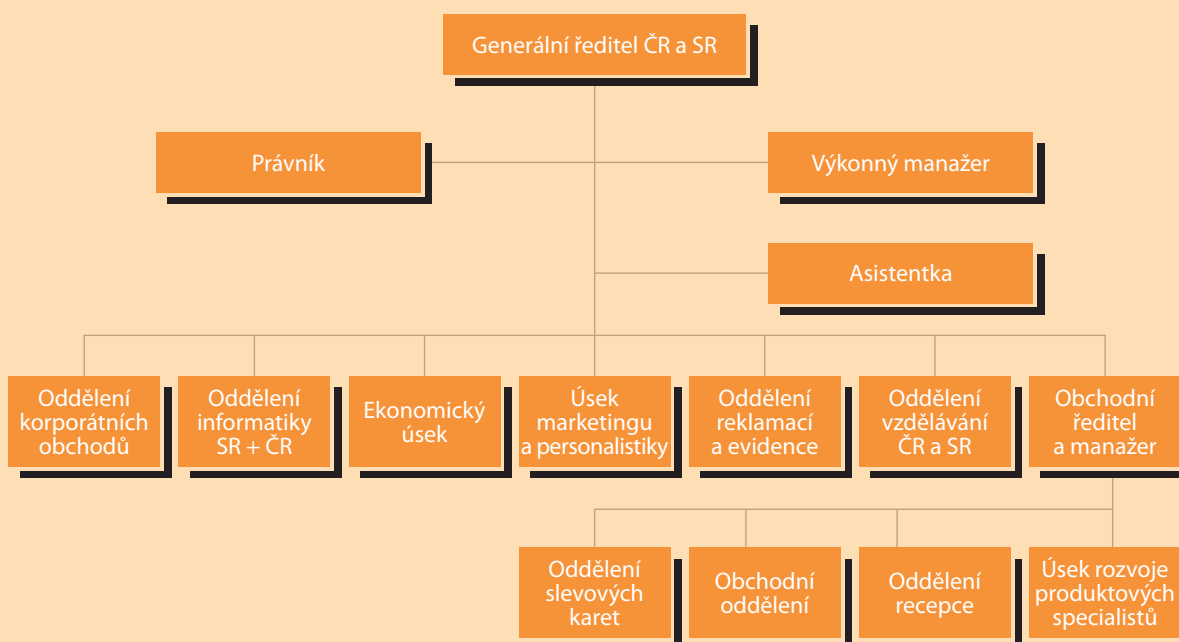 Generální ředitel ČR a SR
Právník
Výkonný manažer
Asistentka
Oddělení
korporátních
obchodů
Oddělení
informatiky
SR + ČR
Ekonomický
úsek
Úsek
marketingu
a personalistiky
Oddělení
reklamací
a evidence
Oddělení
vzdělávání
ČR a SR
Obchodní
ředitel
a manažer
Oddělení
slevových
karet
Obchodní
oddělení
Oddělení
recepce
Úsek rozvoje
produktových
specialistů